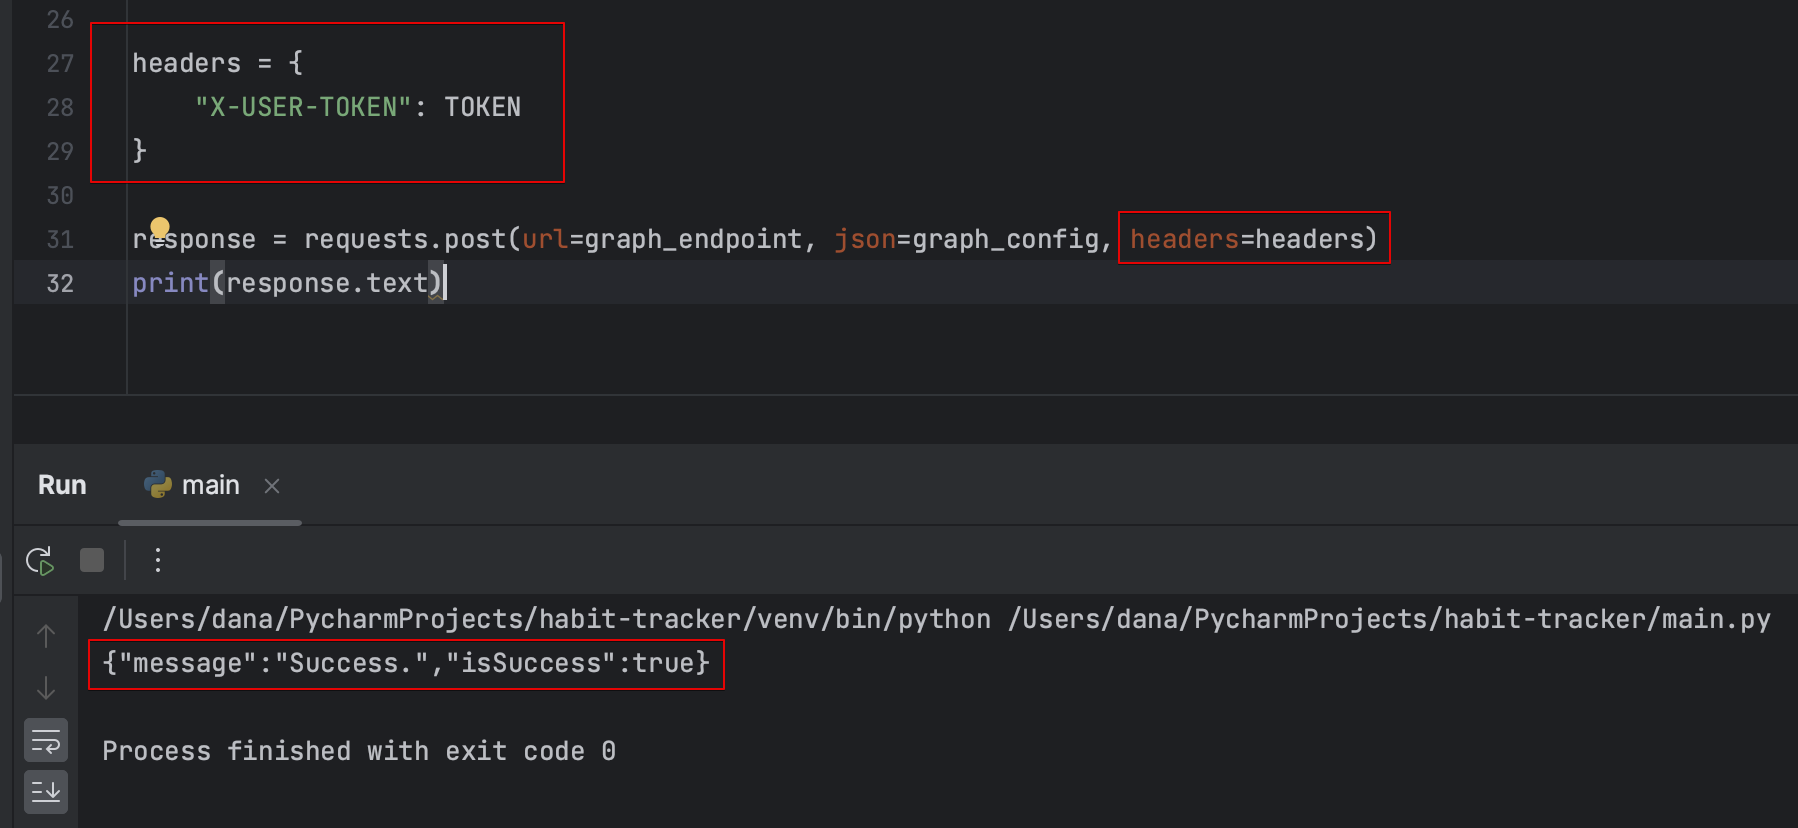 26
27 headers = {
28 "X-USER-TOKEN": TOKEN
29 }
30
31 response = requests.post(url=graph_endpoint, json=graph_config, headers=headers)
32 print(response.text)
Run main
/Users/dana/PycharmProjects/habit-tracker/venv/bin/python /Users/dana/PycharmProjects/habit-tracker/main.py
{"message":"Success.","isSuccess":true}
Process finished with exit code 0